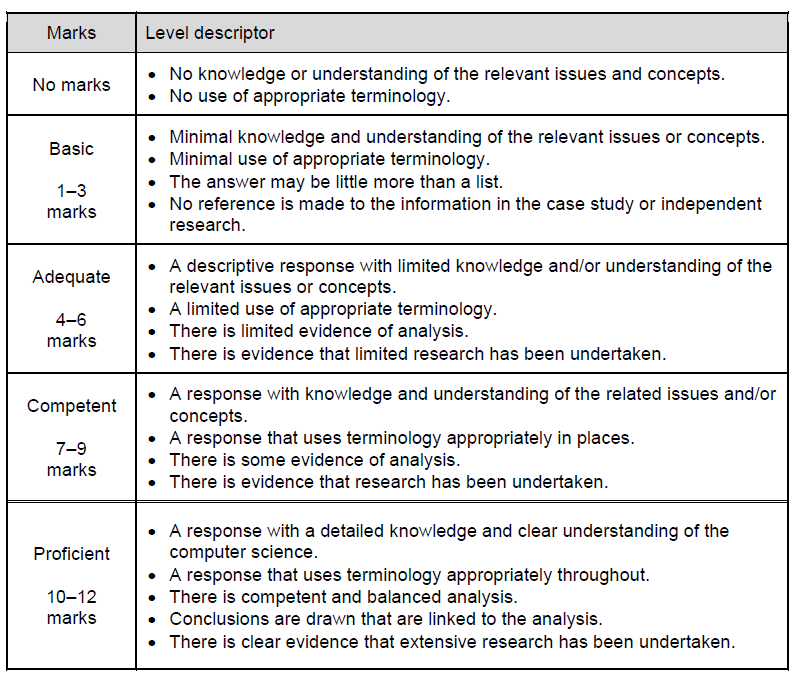 Marks
Level descriptor
No marks
• No knowledge or understanding of the relevant issues and concepts.
• No use of appropriate terminology.
Basic
1–3
marks
• Minimal knowledge and understanding of the relevant issues or concepts.
• Minimal use of appropriate terminology.
• The answer may be little more than a list.
• No reference is made to the information in the case study or independent
research.
Adequate
4–6
marks
• A descriptive response with limited knowledge and/or understanding of the
relevant issues or concepts.
• A limited use of appropriate terminology.
• There is limited evidence of analysis.
• There is evidence that limited research has been undertaken.
Competent
7–9
marks
• A response with knowledge and understanding of the related issues and/or
concepts.
• A response that uses terminology appropriately in places.
• There is some evidence of analysis.
• There is evidence that research has been undertaken.
Proficient
10–12
marks
• A response with a detailed knowledge and clear understanding of the
computer science.
• A response that uses terminology appropriately throughout.
• There is competent and balanced analysis.
• Conclusions are drawn that are linked to the analysis.
• There is clear evidence that extensive research has been undertaken.